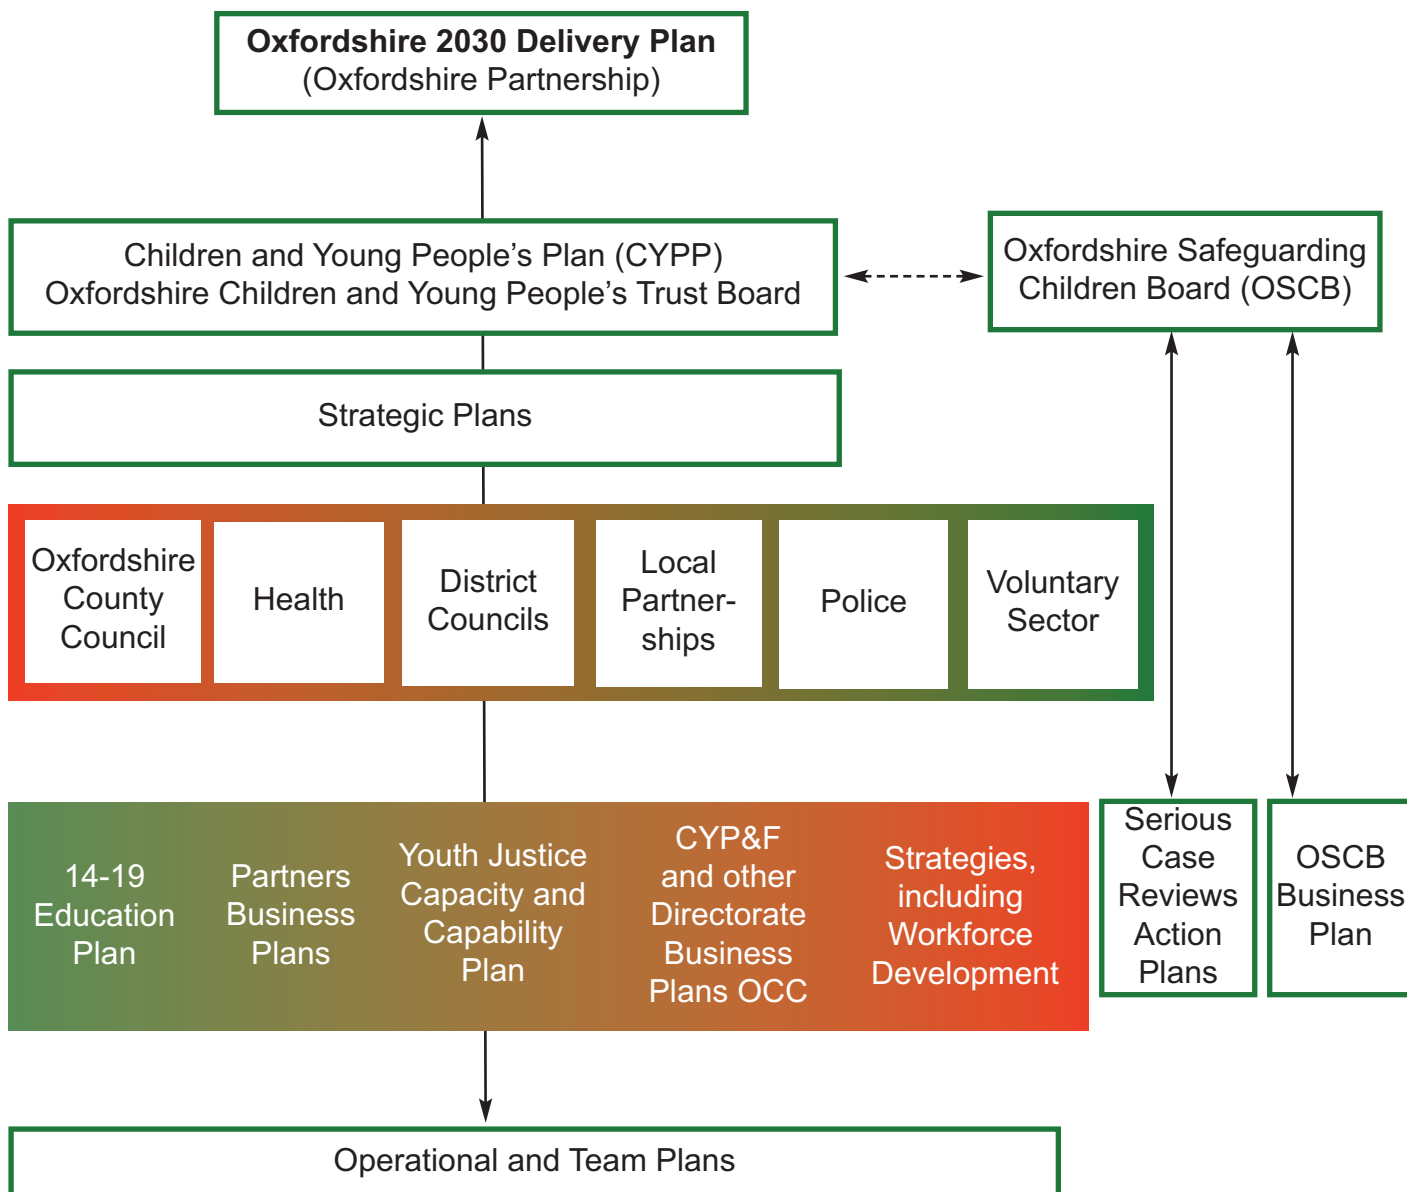 Oxfordshire 2030 Delivery Plan
(Oxfordshire Partnership)
Children and Young People’s Plan (CYPP)
Oxfordshire Children and Young People’s Trust Board
Oxfordshire Safeguarding
Children Board (OSCB)
Strategic Plans
Oxfordshire
County
Council
Health
District
Councils
Local
Partner-
ships
Police
Voluntary
Sector
14-19
Education
Plan
Partners
Business
Plans
Youth Justice
Capacity and
Capability
Plan
CYP&F
and other
Directorate
Business
Plans OCC
Strategies,
including
Workforce
Development
Serious
Case
Reviews
Action
Plans
OSCB
Business
Plan
Operational and Team Plans